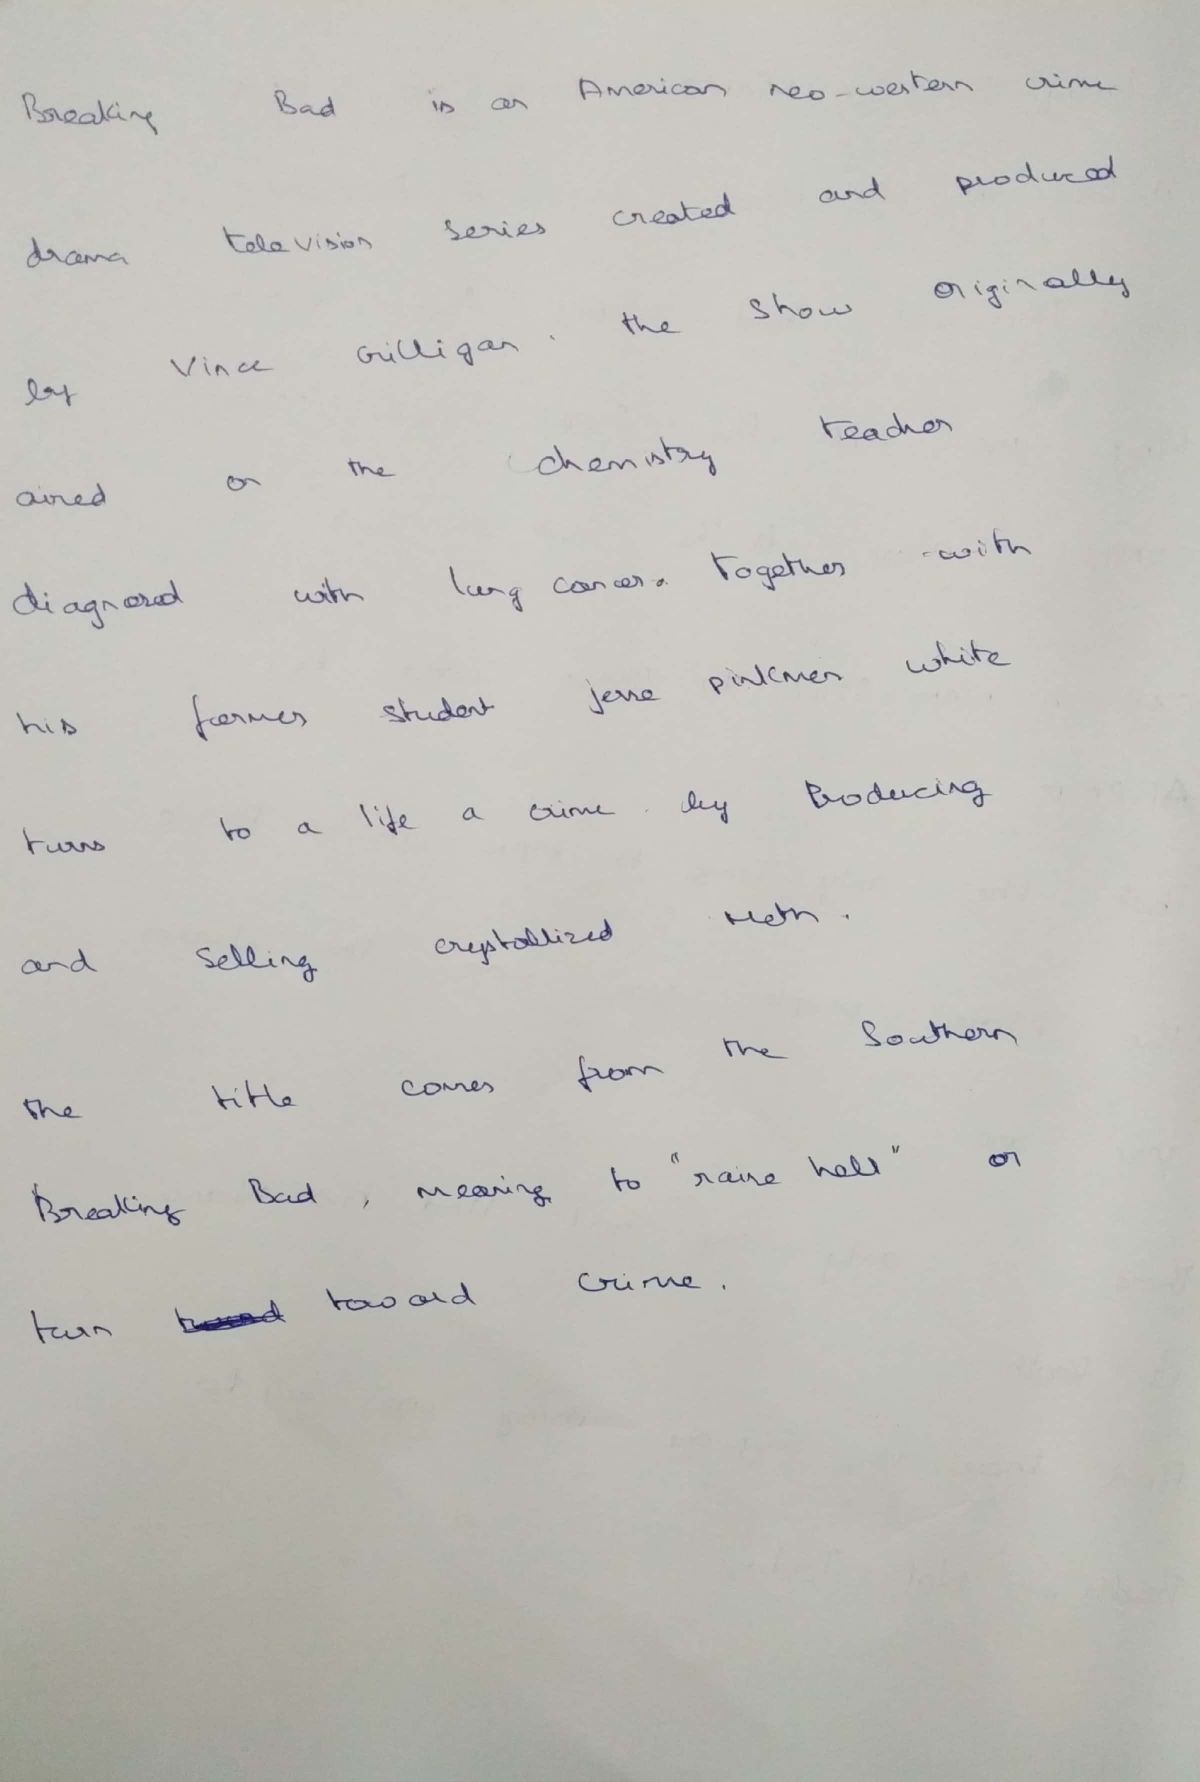 Breaking Bad is an American neo-western crime
drama television series created and produced
by Vince Gilligan. the show originally
aired on the chemistry teacher
diagnosed with lung cancer. Together with
his former student jesse pinkmen white
turns to a life a crime by Producing
and selling crystallized Meth.
the title comes from the Southern
Breaking Bad, meaning to "raise hell" or
turn toward crime.